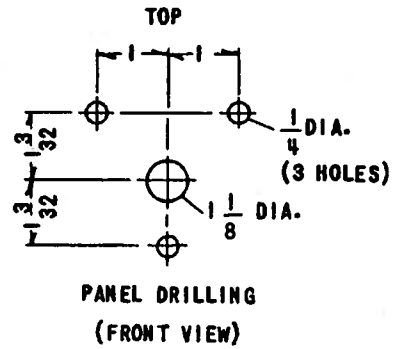 TOP
1 1
1 3/32
1/4 DIA.
(3 HOLES)
1 3/32
1 1/8 DIA.
PANEL DRILLING
(FRONT VIEW)